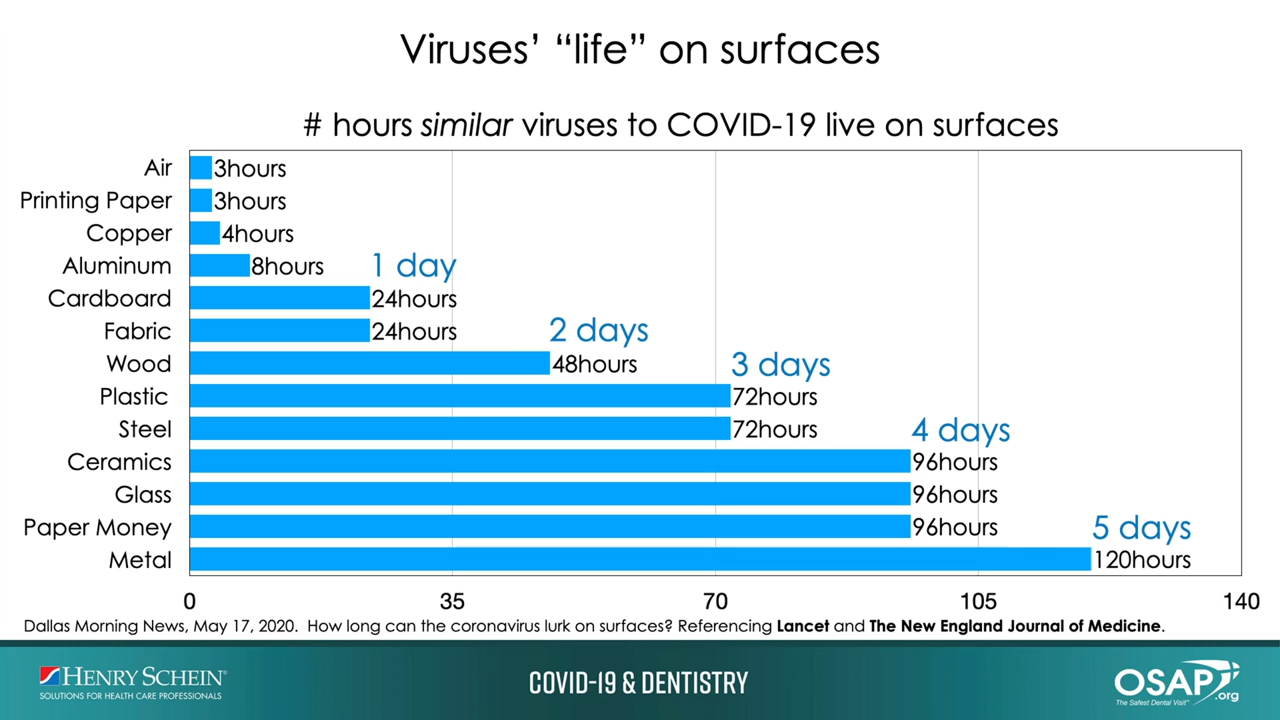 Viruses’ “life” on surfaces
# hours similar viruses to COVID-19 live on surfaces
Air 3hours
Printing Paper 3hours
Copper 4hours
Aluminum 8hours 1 day
Cardboard 24hours
Fabric 24hours 2 days
Wood 48hours 3 days
Plastic 72hours
Steel 72hours 4 days
Ceramics 96hours
Glass 96hours
Paper Money 96hours 5 days
Metal 120hours
0 35 70 105 140
Dallas Morning News, May 17, 2020. How long can the coronavirus lurk on surfaces? Referencing Lancet and The New England Journal of Medicine.
HENRY SCHEIN®
SOLUTIONS FOR HEALTH CARE PROFESSIONALS
COVID-19 & DENTISTRY
OSAP.org
The Safest Dental Visit™